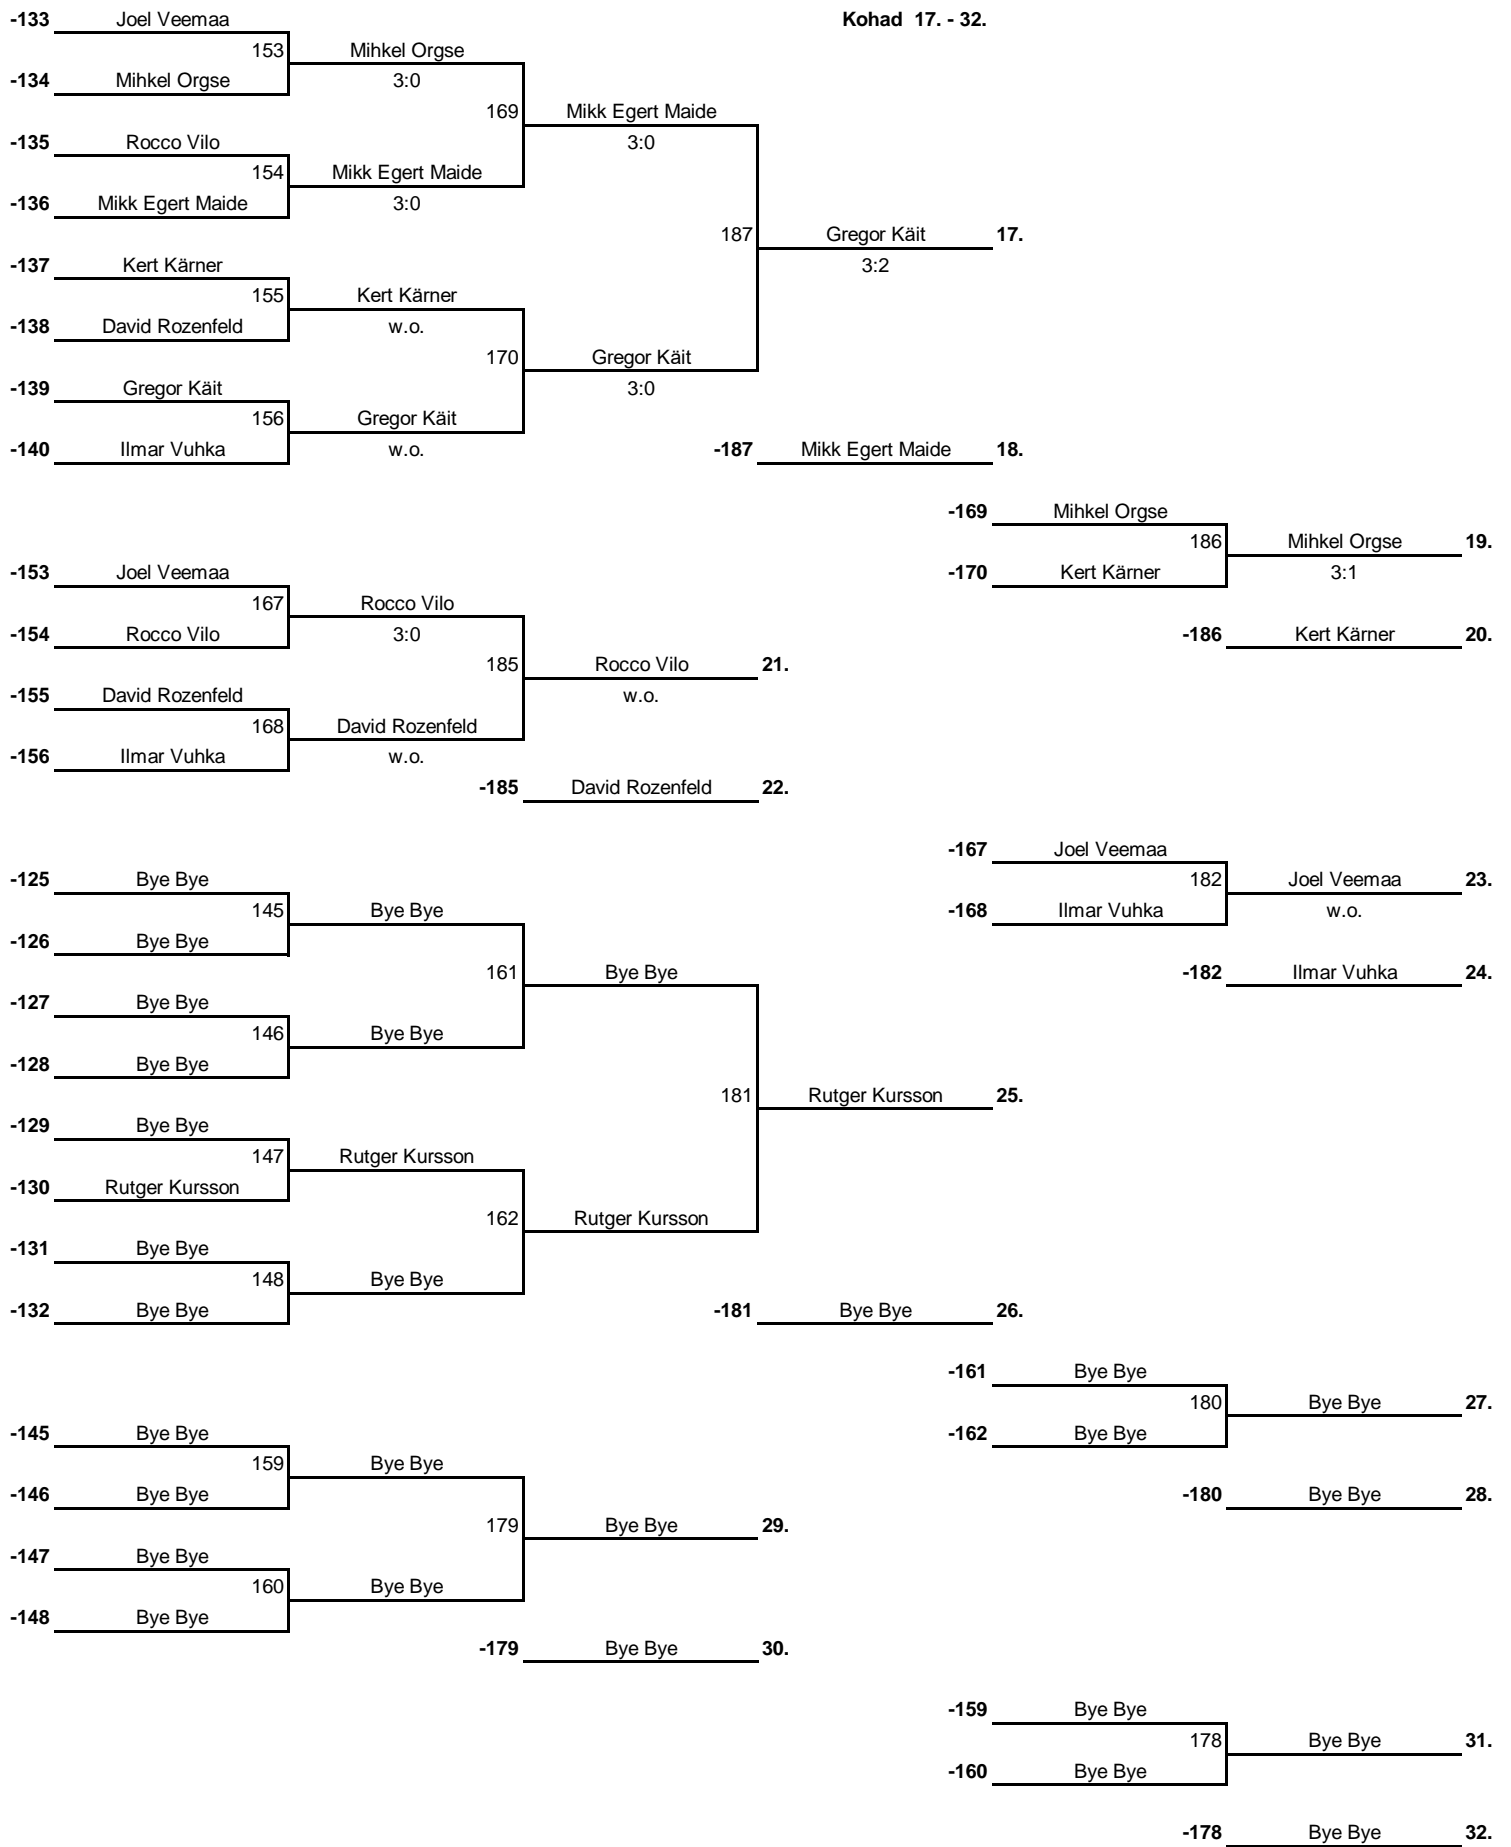 -133 Joel Veemaa Kohad 17. - 32.
153 Mihkel Orgse
-134 Mihkel Orgse 3:0
169 Mikk Egert Maide
-135 Rocco Vilo 3:0
154 Mikk Egert Maide
-136 Mikk Egert Maide 3:0
187 Gregor Käit 17.
-137 Kert Kärner 3:2
155 Kert Kärner
-138 David Rozenfeld w.o.
170 Gregor Käit
-139 Gregor Käit 3:0
156 Gregor Käit
-140 Ilmar Vuhka w.o. -187 Mikk Egert Maide 18.
-169 Mihkel Orgse
186 Mihkel Orgse 19.
-153 Joel Veemaa -170 Kert Kärner 3:1
167 Rocco Vilo
-154 Rocco Vilo 3:0 -186 Kert Kärner 20.
185 Rocco Vilo 21.
-155 David Rozenfeld w.o.
168 David Rozenfeld
-156 Ilmar Vuhka w.o.
-185 David Rozenfeld 22.
-167 Joel Veemaa
-125 Bye Bye 182 Joel Veemaa 23.
145 Bye Bye -168 Ilmar Vuhka w.o.
-126 Bye Bye
161 Bye Bye -182 Ilmar Vuhka 24.
-127 Bye Bye
146 Bye Bye
-128 Bye Bye
181 Rutger Kursson 25.
-129 Bye Bye
147 Rutger Kursson
-130 Rutger Kursson
162 Rutger Kursson
-131 Bye Bye
148 Bye Bye
-132 Bye Bye -181 Bye Bye 26.
-161 Bye Bye
180 Bye Bye 27.
-145 Bye Bye -162 Bye Bye
159 Bye Bye
-146 Bye Bye -180 Bye Bye 28.
179 Bye Bye 29.
-147 Bye Bye
160 Bye Bye
-148 Bye Bye
-179 Bye Bye 30.
-159 Bye Bye
178 Bye Bye 31.
-160 Bye Bye
-178 Bye Bye 32.